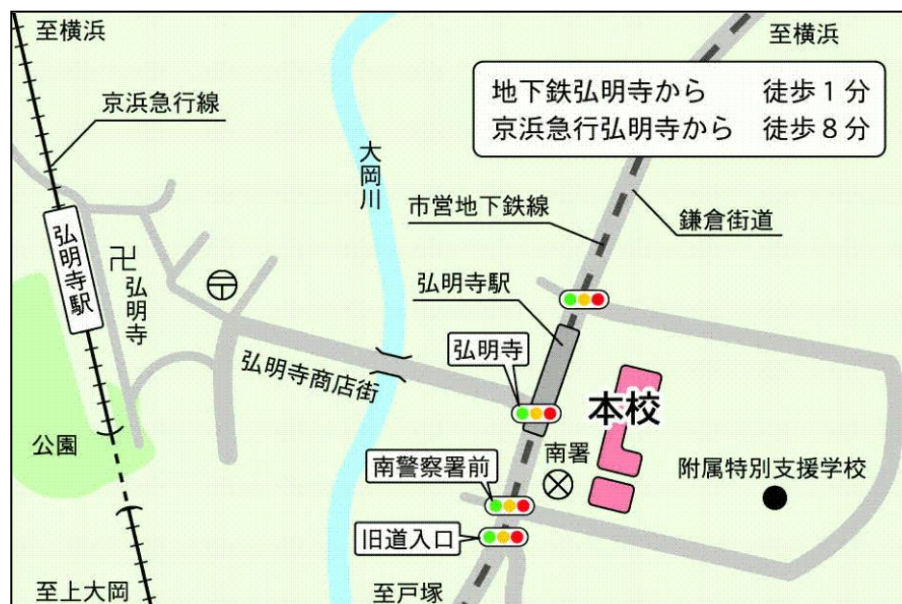 至横浜
至横浜
地下鉄弘明寺から 徒歩1分
京浜急行弘明寺から 徒歩8分
京浜急行線
大岡川
市営地下鉄線
鎌倉街道
弘明寺駅
弘明寺
弘明寺駅
弘明寺
弘明寺商店街
本校
公園
南警察署前
南署
附属特別支援学校
旧道入口
至上大岡
至戸塚